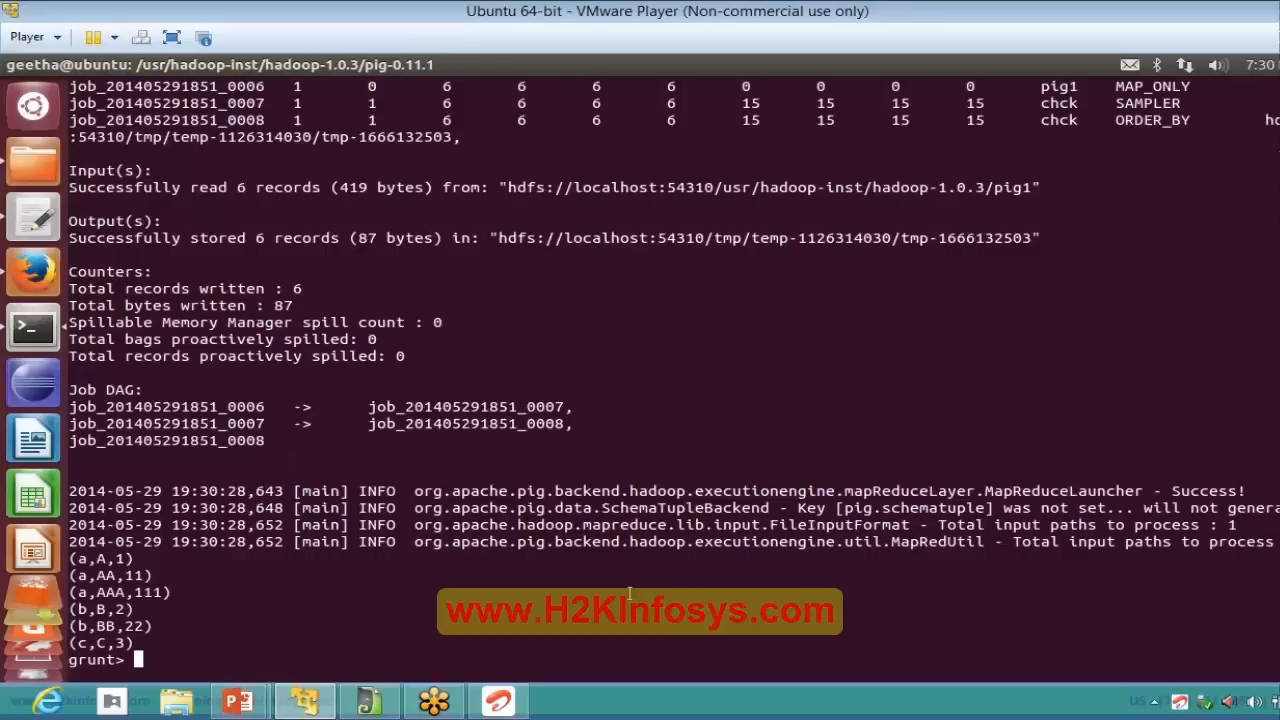 Ubuntu 64-bit - VMware Player (Non-commercial use only)
Player
geetha@ubuntu: /usr/hadoop-inst/hadoop-1.0.3/pig-0.11.1
7:30
job_201405291851_0006 1 0 6 6 6 6 0 0 0 0 pig1 MAP_ONLY
job_201405291851_0007 1 1 6 6 6 6 15 15 15 15 chck SAMPLER
job_201405291851_0008 1 1 6 6 6 6 15 15 15 15 chck ORDER_BY
:54310/tmp/temp-1126314030/tmp-1666132503,
Input(s):
Successfully read 6 records (419 bytes) from: "hdfs://localhost:54310/usr/hadoop-inst/hadoop-1.0.3/pig1"
Output(s):
Successfully stored 6 records (87 bytes) in: "hdfs://localhost:54310/tmp/temp-1126314030/tmp-1666132503"
Counters:
Total records written : 6
Total bytes written : 87
Spillable Memory Manager spill count : 0
Total bags proactively spilled: 0
Total records proactively spilled: 0
Job DAG:
job_201405291851_0006 -> job_201405291851_0007,
job_201405291851_0007 -> job_201405291851_0008,
job_201405291851_0008
2014-05-29 19:30:28,643 [main] INFO org.apache.pig.backend.hadoop.executionengine.mapReduceLayer.MapReduceLauncher - Success!
2014-05-29 19:30:28,648 [main] INFO org.apache.pig.data.SchemaTupleBackend - Key [pig.schematuple] was not set... will not genera
2014-05-29 19:30:28,652 [main] INFO org.apache.hadoop.mapreduce.lib.input.FileInputFormat - Total input paths to process : 1
2014-05-29 19:30:28,652 [main] INFO org.apache.pig.backend.hadoop.executionengine.util.MapRedUtil - Total input paths to process
(a,A,1)
(a,AA,11)
(a,AAA,111)
(b,B,2)
(b,BB,22)
(c,C,3)
grunt>
www.H2KInfosys.com